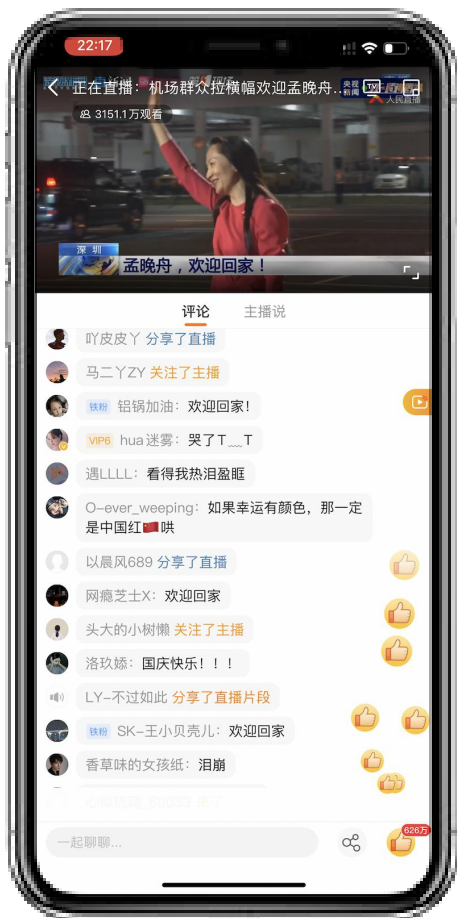 22:17
正在直播：机场群众拉横幅欢迎孟晚舟...
央视新闻
人民直播
3151.1万观看
深圳
孟晚舟，欢迎回家！
评论 主播说
吖皮皮丫 分享了直播
马二丫ZY 关注了主播
铁粉 铝锅加油：欢迎回家！
VIP6 hua迷雾：哭了T﹏T
遇LLLL：看得我热泪盈眶
O-ever_weeping：如果幸运有颜色，那一定
是中国红🇨🇳哄
以晨风689 分享了直播
网瘾芝士X：欢迎回家
头大的小树懒 关注了主播
洛玖婖：国庆快乐！！！
LY-不过如此 分享了直播片段
铁粉 SK-王小贝壳儿：欢迎回家
香草味的女孩纸：泪崩
一起聊聊...
626万